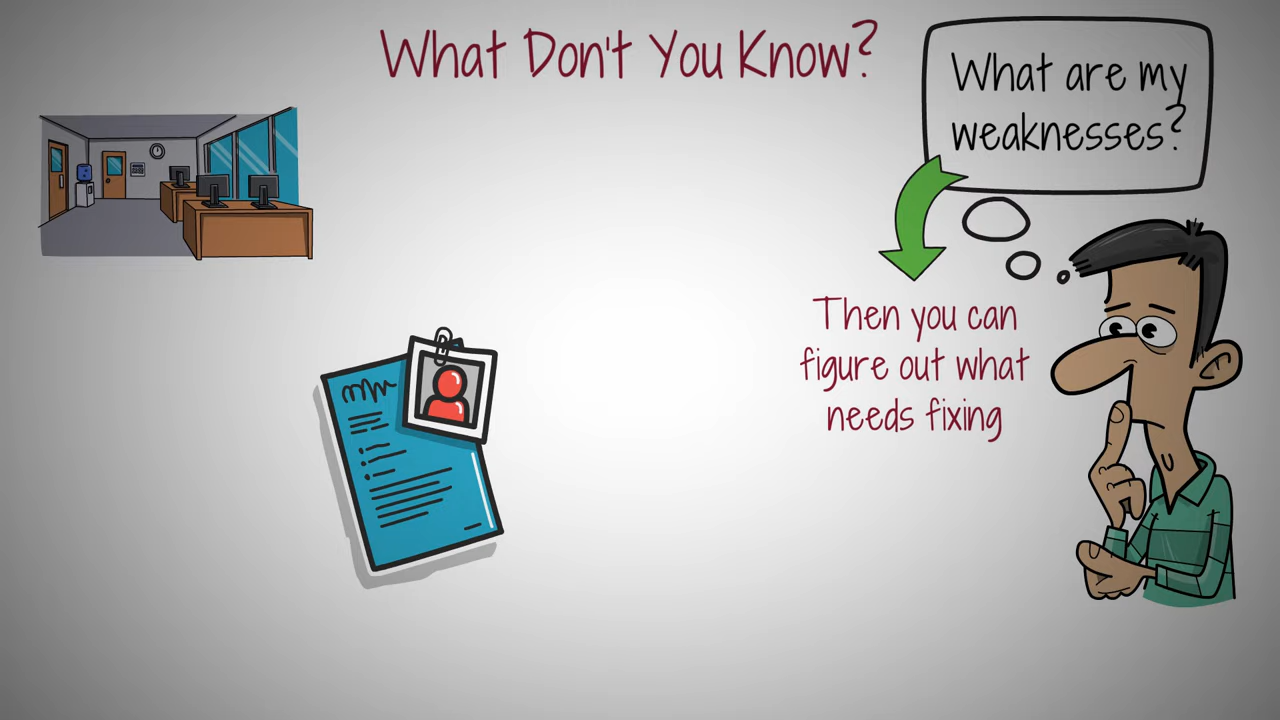 What Don't You Know?
What are my
weaknesses?
Then you can
figure out what
needs fixing